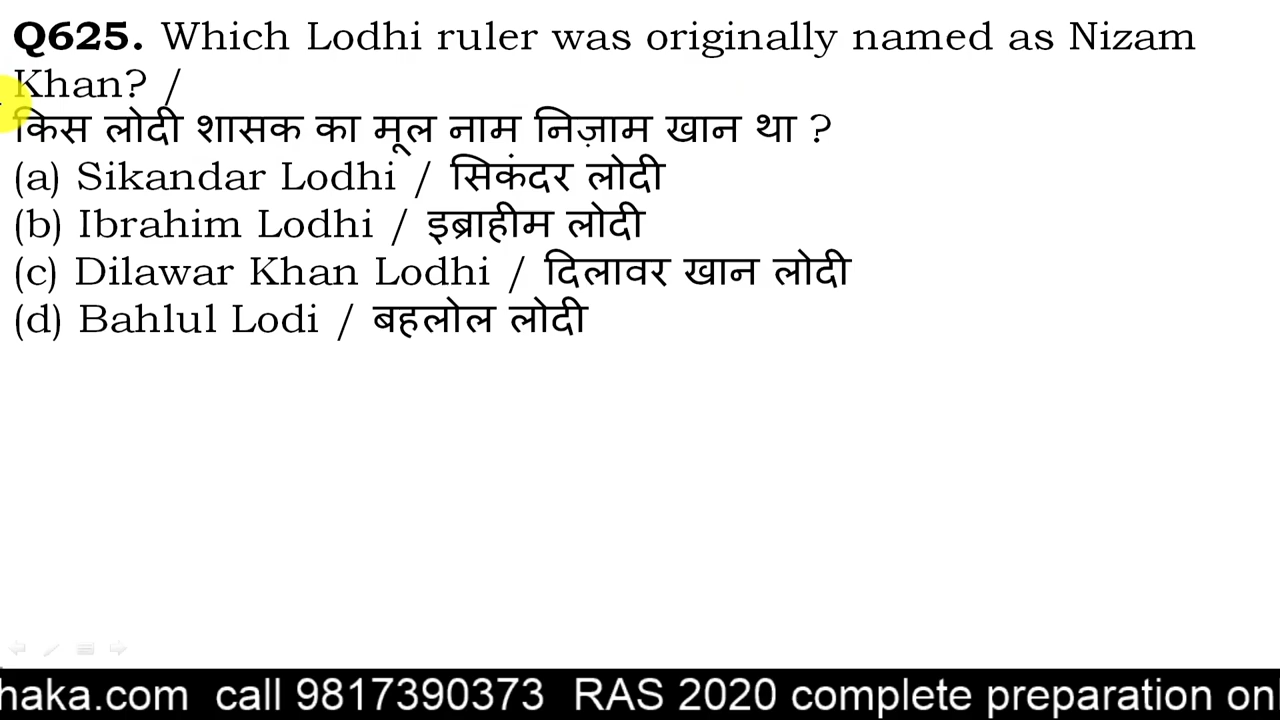 Q625. Which Lodhi ruler was originally named as Nizam
Khan? /
किस लोदी शासक का मूल नाम निज़ाम खान था ?
(a) Sikandar Lodhi / सिकंदर लोदी
(b) Ibrahim Lodhi / इब्राहीम लोदी
(c) Dilawar Khan Lodhi / दिलावर खान लोदी
(d) Bahlul Lodi / बहलोल लोदी
haka.com call 9817390373 RAS 2020 complete preparation on